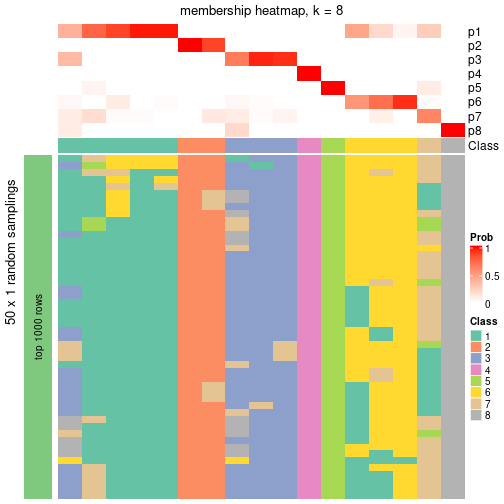 membership heatmap, k = 8
p1
p2
p3
p4
p5
p6
p7
p8
Class
50 x 1 random samplings
top 1000 rows
Prob
1
0.5
0
Class
1
2
3
4
5
6
7
8